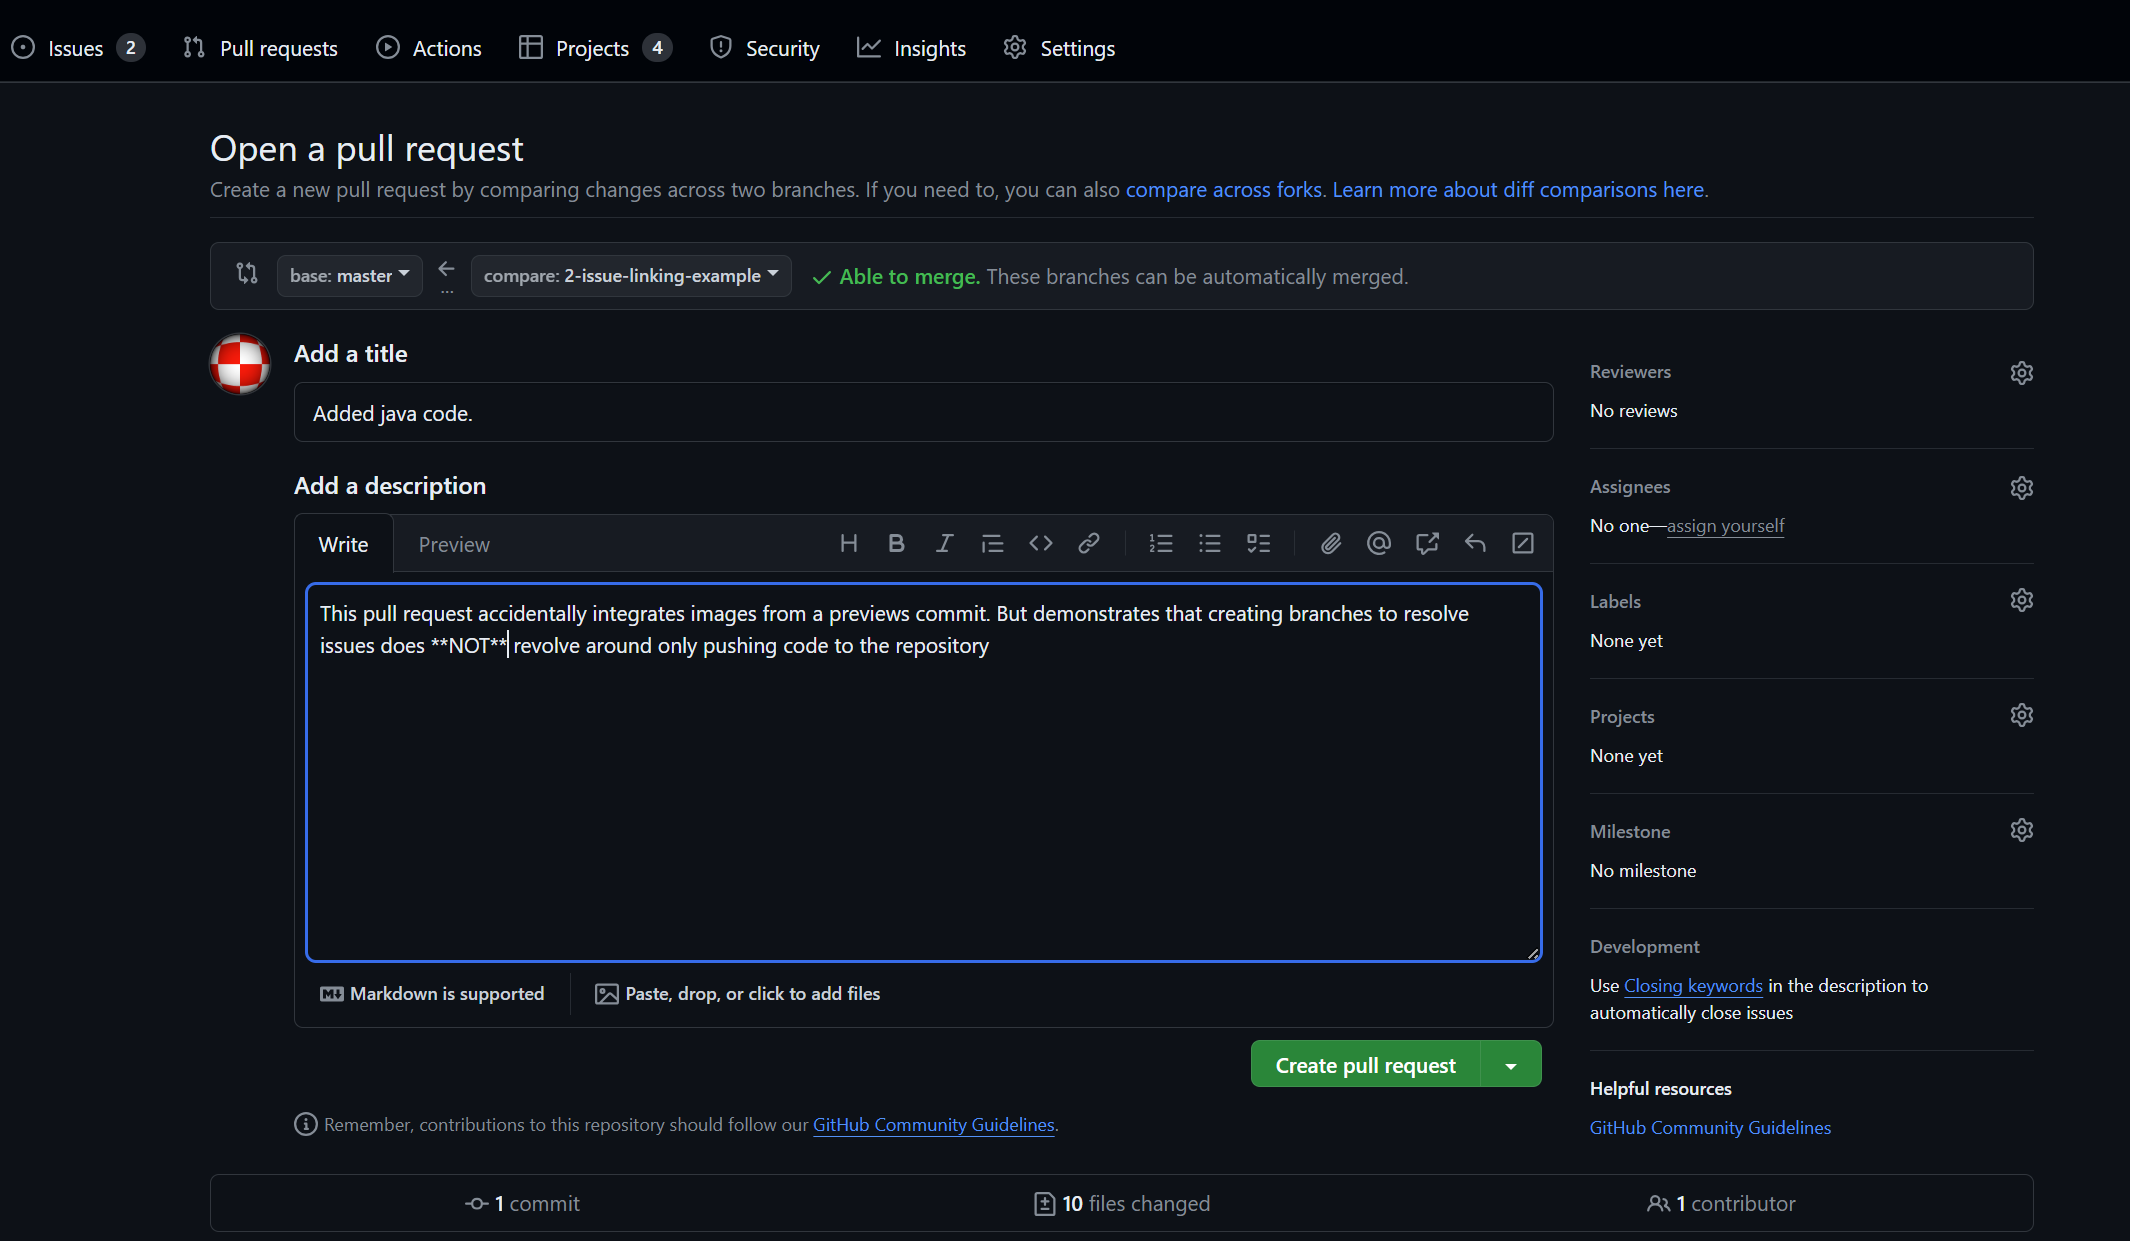 Issues 2 Pull requests Actions Projects 4 Security Insights Settings
Open a pull request
Create a new pull request by comparing changes across two branches. If you need to, you can also compare across forks. Learn more about diff comparisons here.
base: master ... compare: 2-issue-linking-example Able to merge. These branches can be automatically merged.
Add a title
Added java code.
Add a description
Write Preview
This pull request accidentally integrates images from a previews commit. But demonstrates that creating branches to resolve
issues does **NOT** revolve around only pushing code to the repository
Markdown is supported Paste, drop, or click to add files
Create pull request
Remember, contributions to this repository should follow our GitHub Community Guidelines.
Reviewers
No reviews
Assignees
No one—assign yourself
Labels
None yet
Projects
None yet
Milestone
No milestone
Development
Use Closing keywords in the description to
automatically close issues
Helpful resources
GitHub Community Guidelines
1 commit 10 files changed 1 contributor